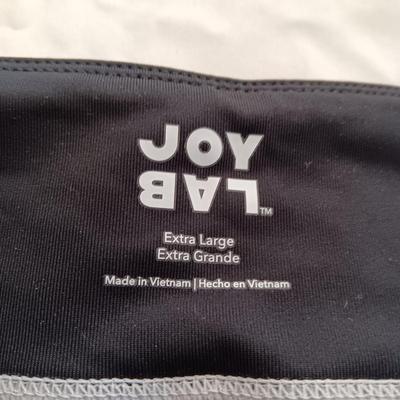 JOY
LAB™
Extra Large
Extra Grande
Made in Vietnam | Hecho en Vietnam